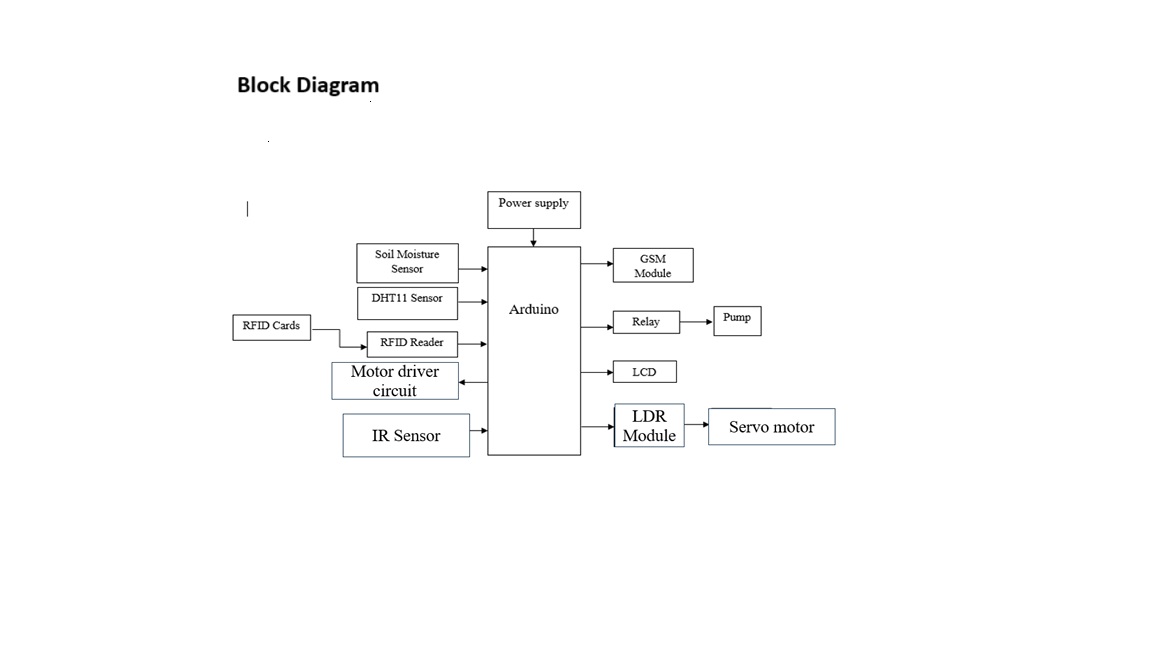 Block Diagram
Power supply
Soil Moisture
Sensor
DHT11 Sensor
RFID Cards
RFID Reader
Motor driver
circuit
IR Sensor
Arduino
GSM
Module
Relay
Pump
LCD
LDR
Module
Servo motor